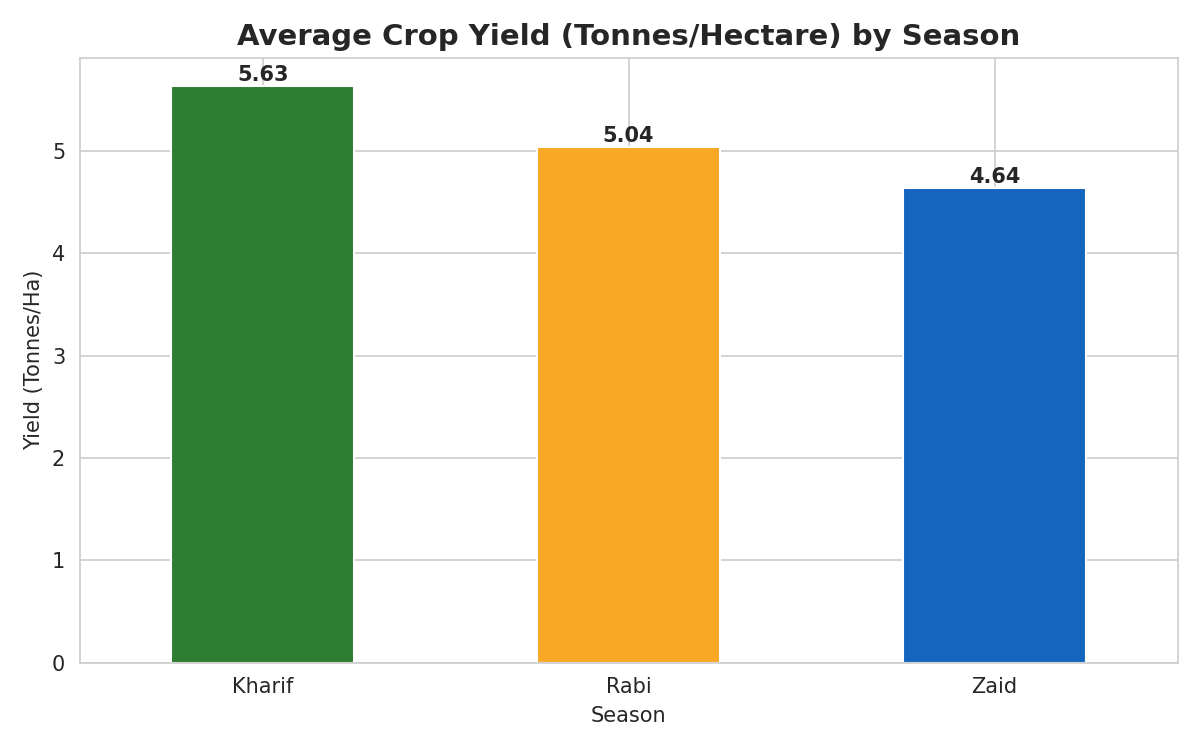 Average Crop Yield (Tonnes/Hectare) by Season
5.63
5.04
4.64
5
4
3
2
1
0
Yield (Tonnes/Ha)
Kharif
Rabi
Zaid
Season